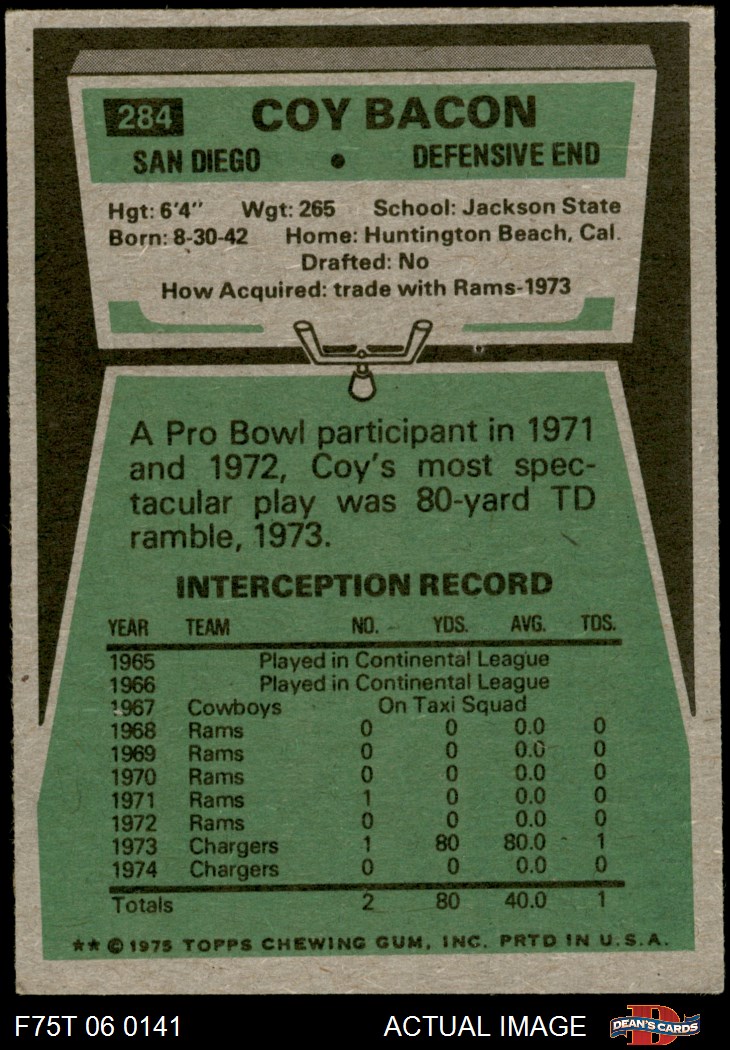 284 COY BACON
SAN DIEGO • DEFENSIVE END
Hgt: 6'4" Wgt: 265 School: Jackson State
Born: 8-30-42 Home: Huntington Beach, Cal.
Drafted: No
How Acquired: trade with Rams-1973
A Pro Bowl participant in 1971
and 1972, Coy's most spec-
tacular play was 80-yard TD
ramble, 1973.
INTERCEPTION RECORD
YEAR TEAM NO. YDS. AVG. TDS.
1965 Played in Continental League
1966 Played in Continental League
1967 Cowboys On Taxi Squad
1968 Rams 0 0 0.0 0
1969 Rams 0 0 0.0 0
1970 Rams 0 0 0.0 0
1971 Rams 1 0 0.0 0
1972 Rams 0 0 0.0 0
1973 Chargers 1 80 80.0 1
1974 Chargers 0 0 0.0 0
Totals 2 80 40.0 1
** © 1975 TOPPS CHEWING GUM, INC. PRTD IN U.S.A.
F75T 06 0141 ACTUAL IMAGE DEAN'S CARDS